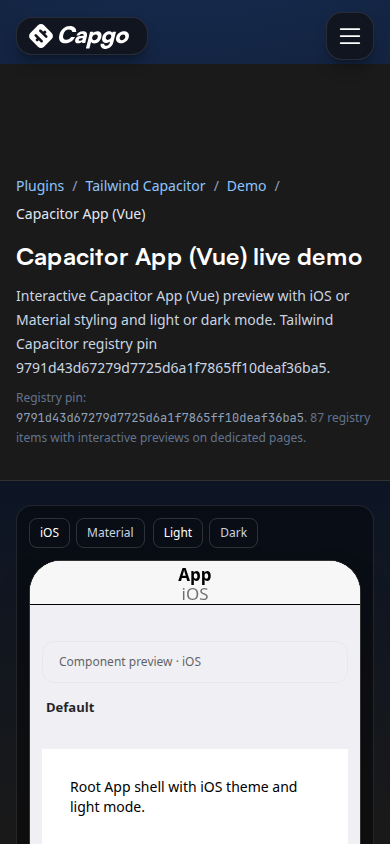 Capgo
Plugins / Tailwind Capacitor / Demo /
Capacitor App (Vue)
Capacitor App (Vue) live demo
Interactive Capacitor App (Vue) preview with iOS or
Material styling and light or dark mode. Tailwind
Capacitor registry pin
9791d43d67279d7725d6a1f7865ff10deaf36ba5.
Registry pin:
9791d43d67279d7725d6a1f7865ff10deaf36ba5. 87 registry
items with interactive previews on dedicated pages.
iOS Material Light Dark
App
iOS
Component preview · iOS
Default
Root App shell with iOS theme and
light mode.